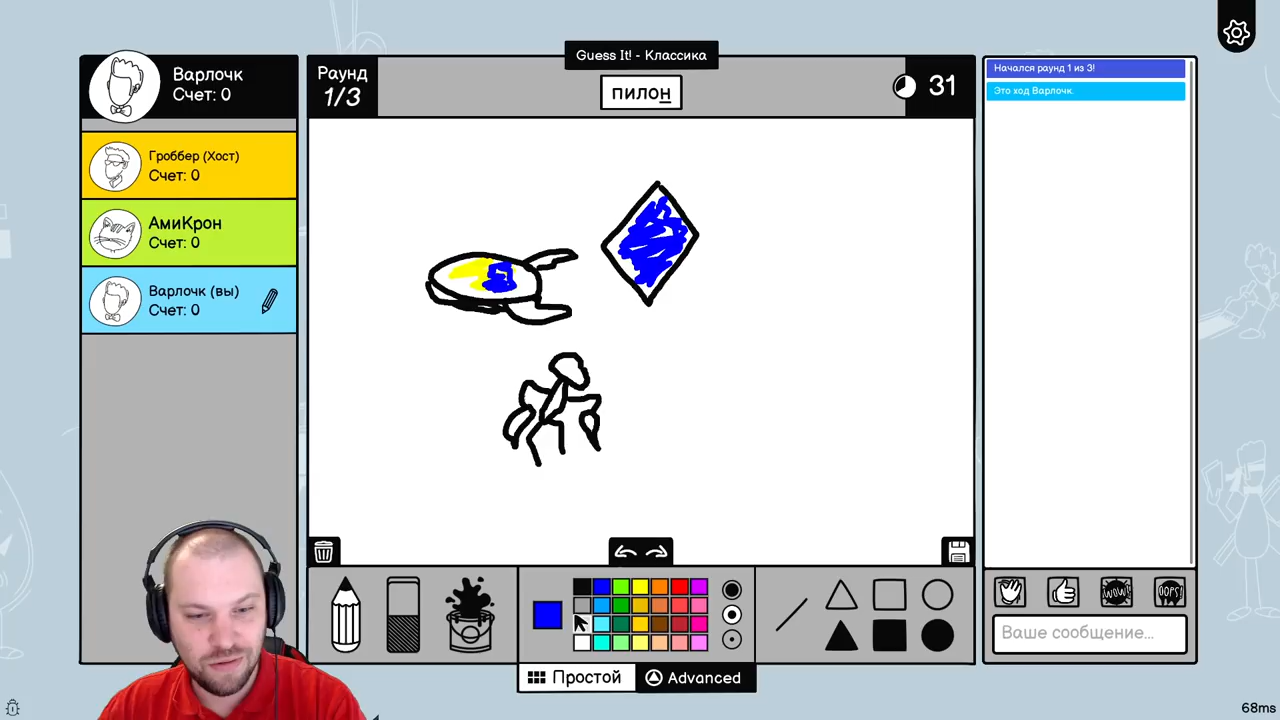 Guess It! - Классика
Варлочк
Счет: 0
Раунд
1/3
пилон
31
Начался раунд 1 из 3!
Это ход Варлочк.
Гроббер (Хост)
Счет: 0
АмиКрон
Счет: 0
Варлочк (вы)
Счет: 0
WOW!
OOPS!
Ваше сообщение...
Простой
Advanced
68ms